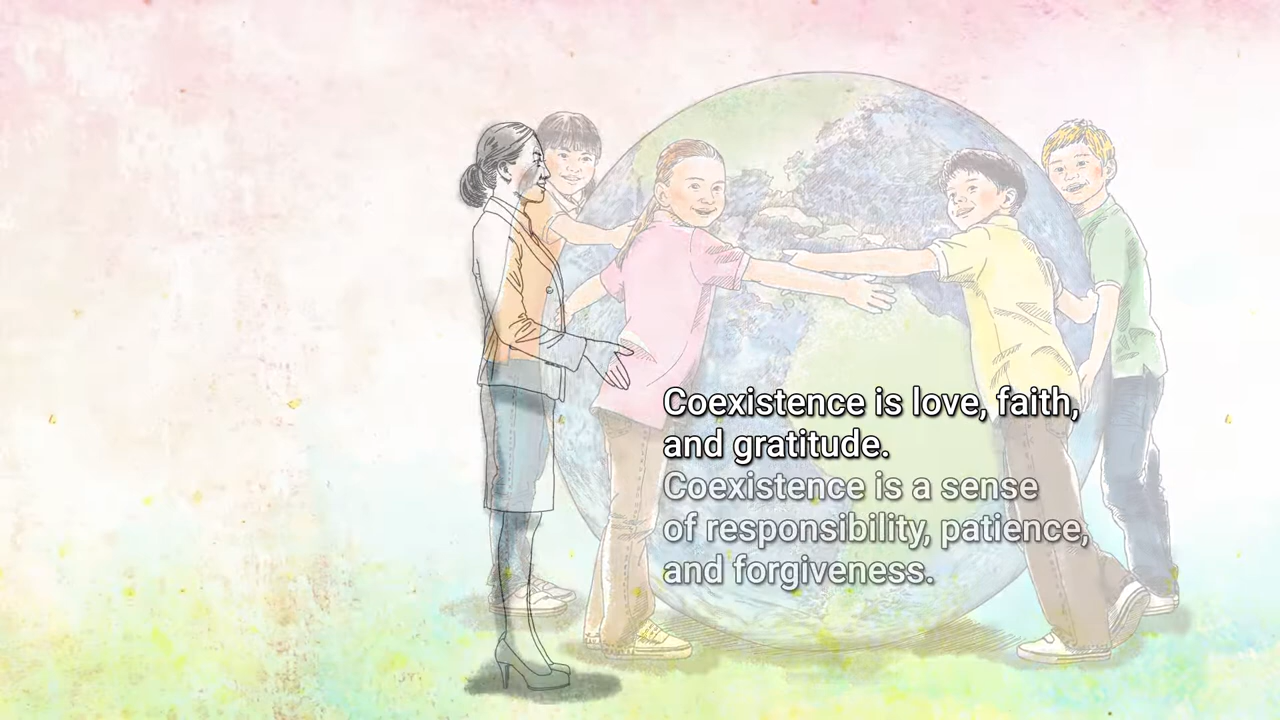 Coexistence is love, faith,
and gratitude.
Coexistence is a sense
of responsibility, patience,
and forgiveness.